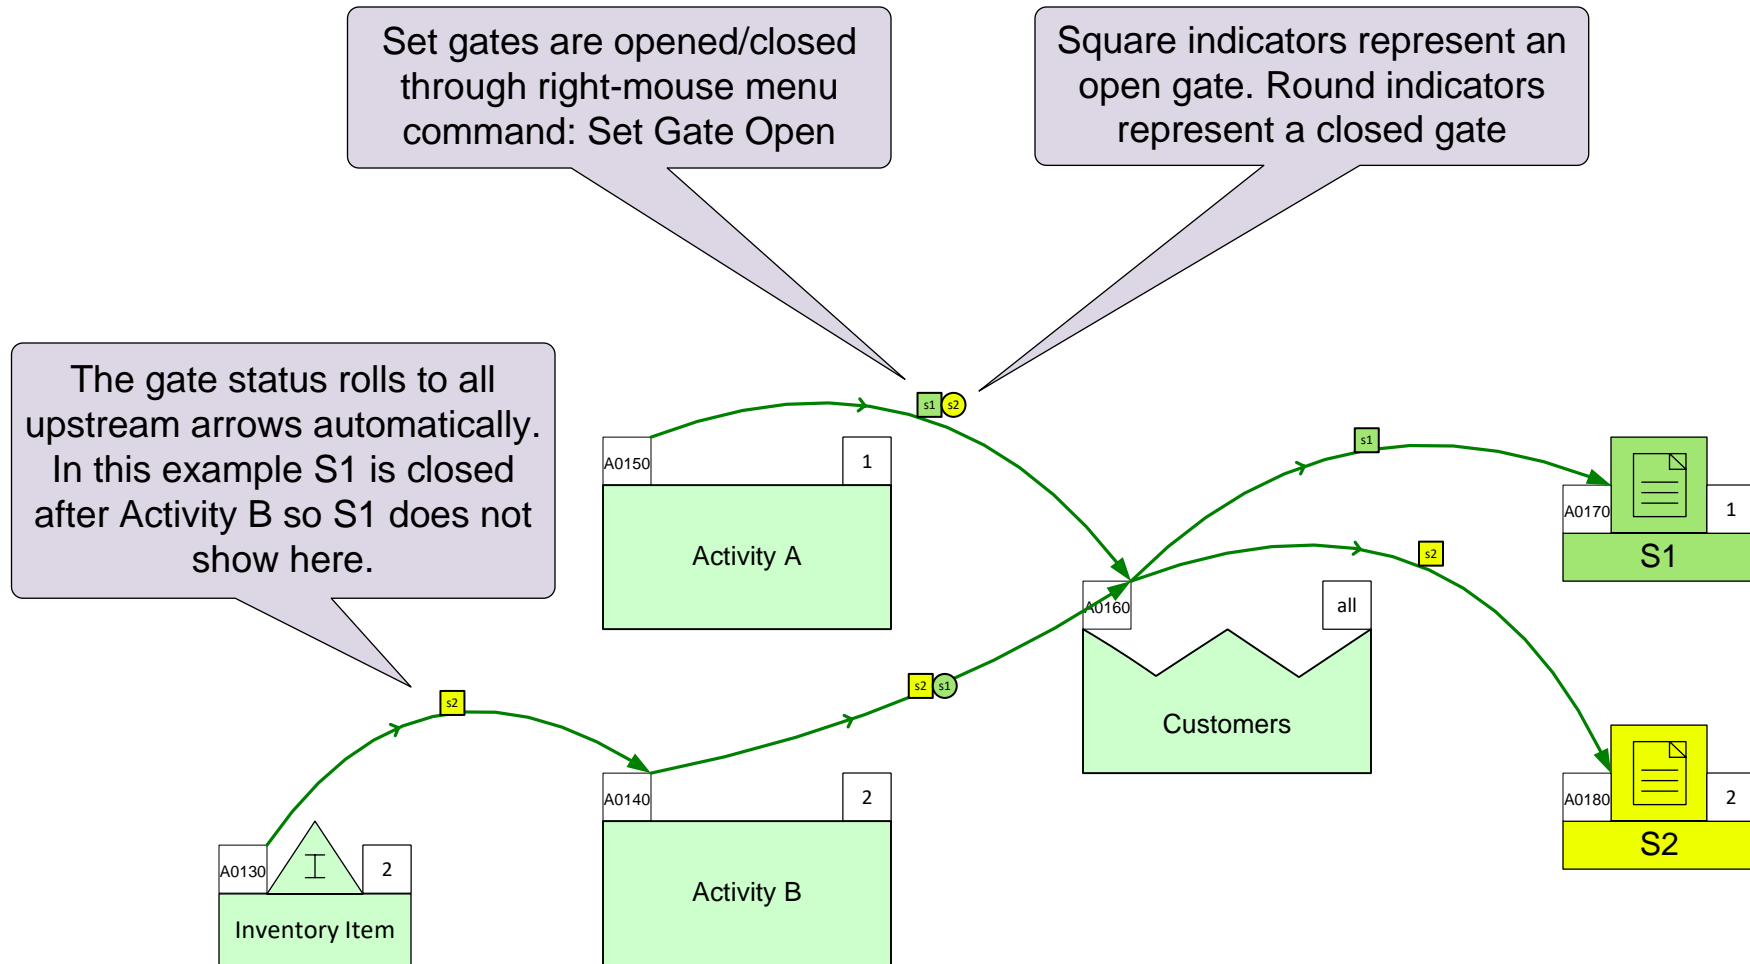 Set gates are opened/closed
through right-mouse menu
command: Set Gate Open
Square indicators represent an
open gate. Round indicators
represent a closed gate
The gate status rolls to all
upstream arrows automatically.
In this example S1 is closed
after Activity B so S1 does not
show here.
s1 s2
A0150 1
Activity A
s1
A0170 1
S1
s2
A0160 all
Customers
s2 s1
s2
A0140 2
Activity B
A0180 2
S2
A0130 I 2
Inventory Item